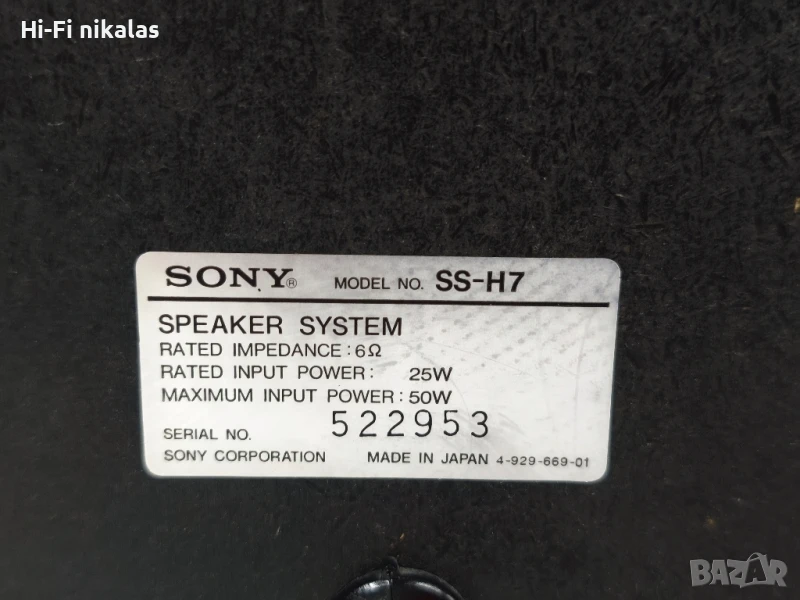 Hi-Fi nikalas
SONY® MODEL NO. SS-H7
SPEAKER SYSTEM
RATED IMPEDANCE : 6Ω
RATED INPUT POWER : 25W
MAXIMUM INPUT POWER : 50W
SERIAL NO. 522953
SONY CORPORATION MADE IN JAPAN 4-929-669-01
BAZAR